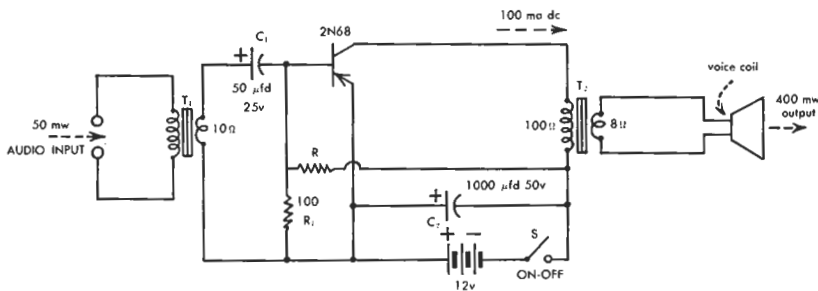 100 ma dc
2N68
C₁
+
50 μfd
25v
T₁
10Ω
50 mw
AUDIO INPUT
voice coil
T₂
100Ω
8Ω
400 mw
output
R
1000 μfd 50v
+
C₂
100
R₁
+ −
S
12v
ON-OFF